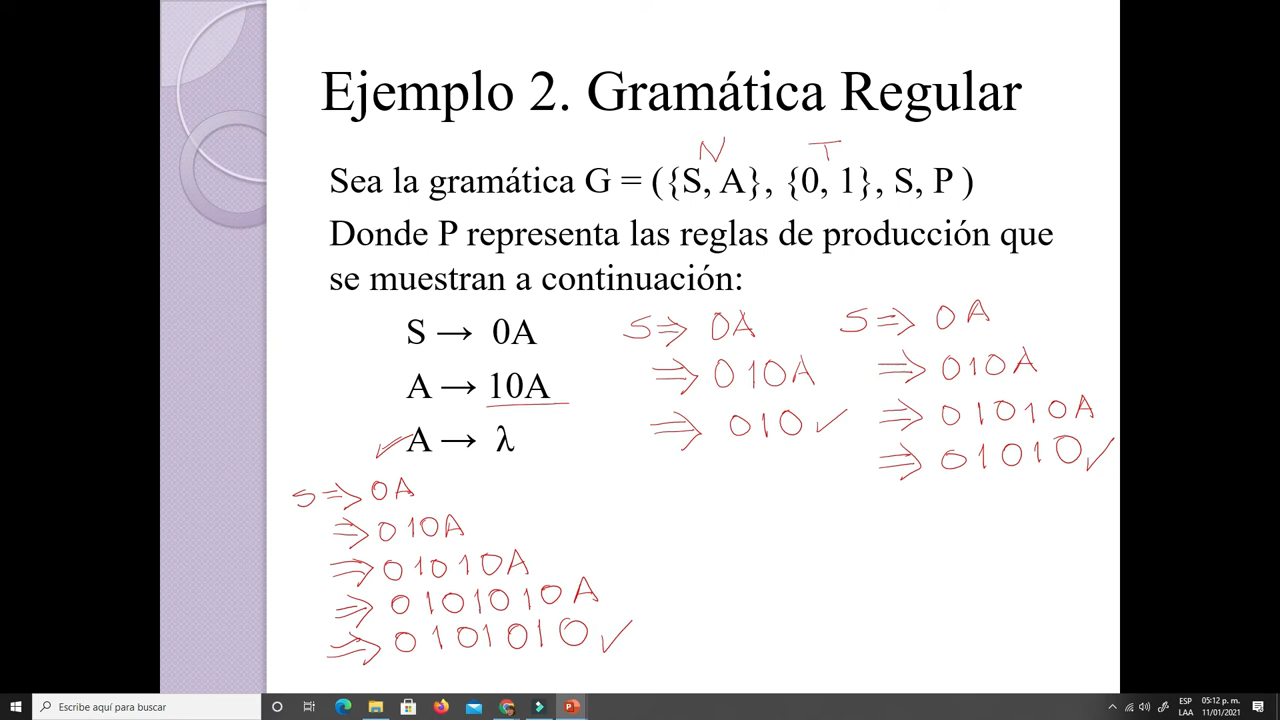 Ejemplo 2. Gramática Regular
N T
Sea la gramática G = ({S, A}, {0, 1}, S, P )
Donde P representa las reglas de producción que
se muestran a continuación:
S → 0A
A → 10A
A → λ
S ⇒ 0A
⇒ 010A
⇒ 010 ✓
S ⇒ 0A
⇒ 010A
⇒ 01010A
⇒ 01010 ✓
S ⇒ 0A
⇒ 010A
⇒ 01010A
⇒ 0101010A
⇒ 0101010 ✓
Escribe aquí para buscar
ESP
LAA
05:12 p. m.
11/01/2021